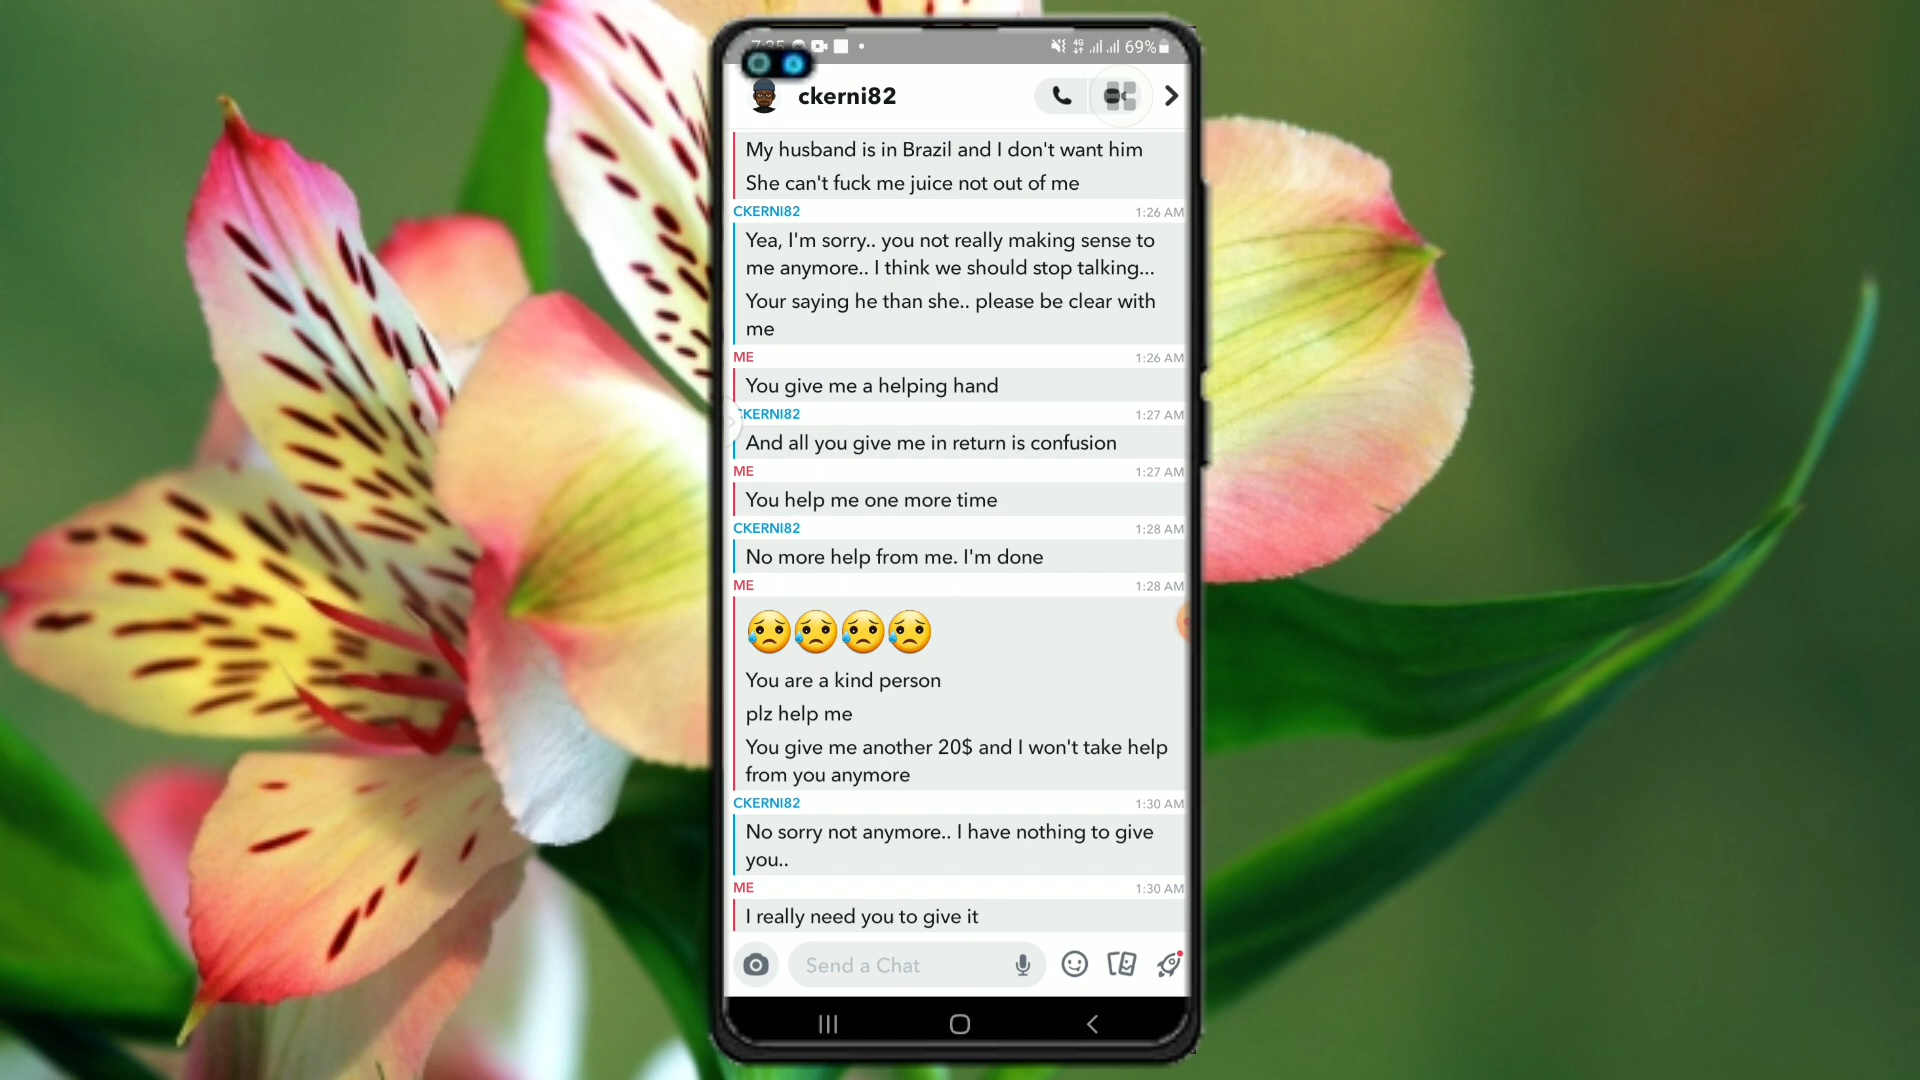 7:35
4G
69%
ckerni82
My husband is in Brazil and I don't want him
She can't fuck me juice not out of me
CKERNI82 1:26 AM
Yea, I'm sorry.. you not really making sense to
me anymore.. I think we should stop talking...
Your saying he than she.. please be clear with
me
ME 1:26 AM
You give me a helping hand
CKERNI82 1:27 AM
And all you give me in return is confusion
ME 1:27 AM
You help me one more time
CKERNI82 1:28 AM
No more help from me. I'm done
ME 1:28 AM
😥😥😥😥
You are a kind person
plz help me
You give me another 20$ and I won't take help
from you anymore
CKERNI82 1:30 AM
No sorry not anymore.. I have nothing to give
you..
ME 1:30 AM
I really need you to give it
Send a Chat